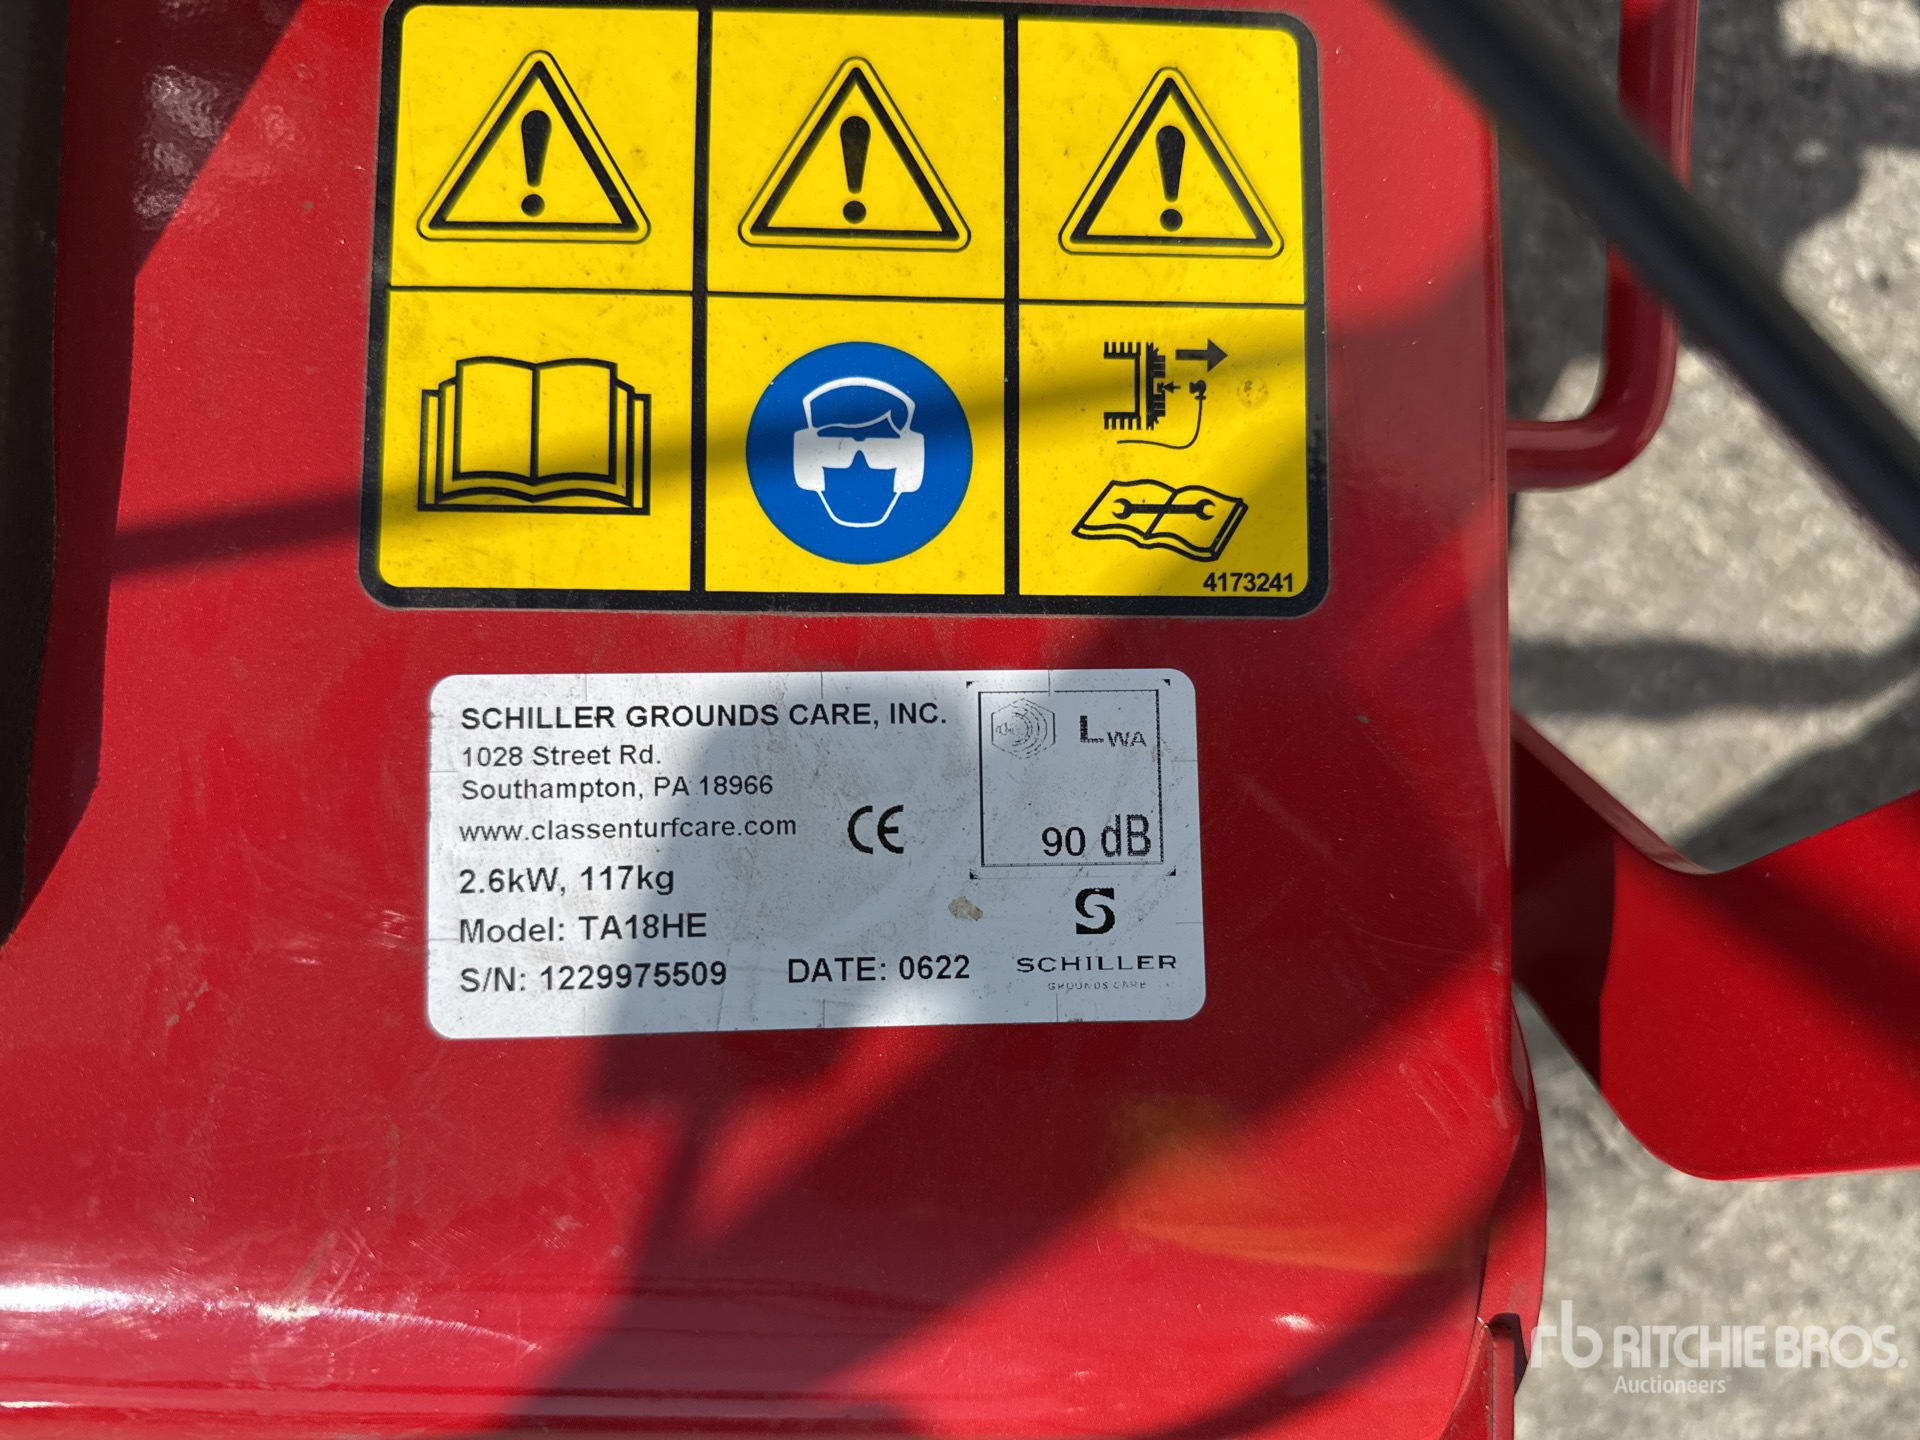 4173241
SCHILLER GROUNDS CARE, INC.
1028 Street Rd.
Southampton, PA 18966
www.classenturfcare.com
CE
2.6kW, 117kg
Model: TA18HE
S/N: 1229975509
DATE: 0622
LWA
90 dB
S
SCHILLER
GROUNDS CARE
rb RITCHIE BROS.
Auctioneers